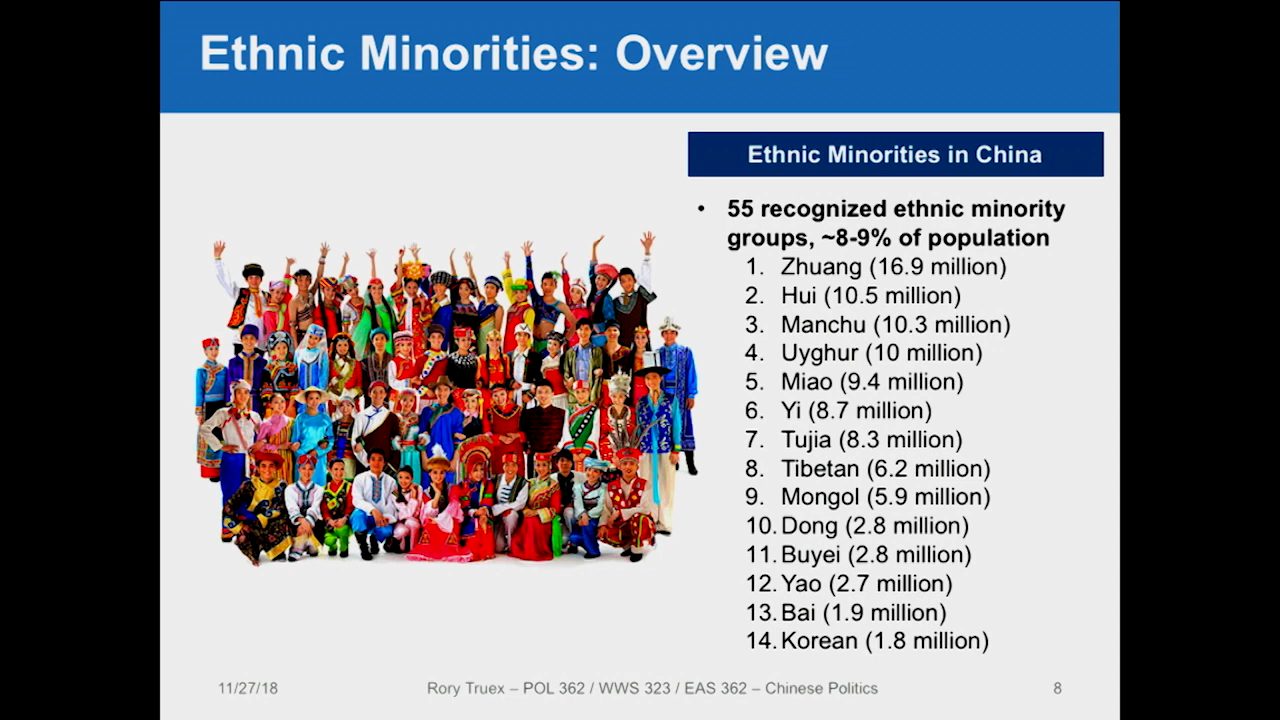 Ethnic Minorities: Overview
Ethnic Minorities in China
• 55 recognized ethnic minority
groups, ~8-9% of population
1. Zhuang (16.9 million)
2. Hui (10.5 million)
3. Manchu (10.3 million)
4. Uyghur (10 million)
5. Miao (9.4 million)
6. Yi (8.7 million)
7. Tujia (8.3 million)
8. Tibetan (6.2 million)
9. Mongol (5.9 million)
10. Dong (2.8 million)
11. Buyei (2.8 million)
12. Yao (2.7 million)
13. Bai (1.9 million)
14. Korean (1.8 million)
11/27/18 Rory Truex – POL 362 / WWS 323 / EAS 362 – Chinese Politics 8